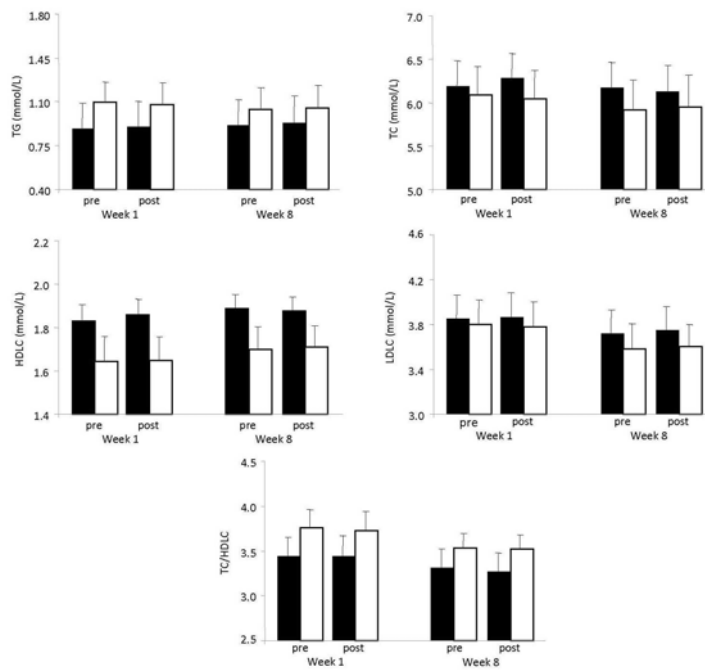 TG (mmol/L)
1.80
1.45
1.10
0.75
0.40
pre post pre post
Week 1 Week 8
TC (mmol/L)
7.0
6.5
6.0
5.5
5.0
pre post pre post
Week 1 Week 8
HDLC (mmol/L)
2.2
2.0
1.8
1.6
1.4
pre post pre post
Week 1 Week 8
LDLC (mmol/L)
4.6
4.2
3.8
3.4
3.0
pre post pre post
Week 1 Week 8
TC/HDLC
4.5
4.0
3.5
3.0
2.5
pre post pre post
Week 1 Week 8